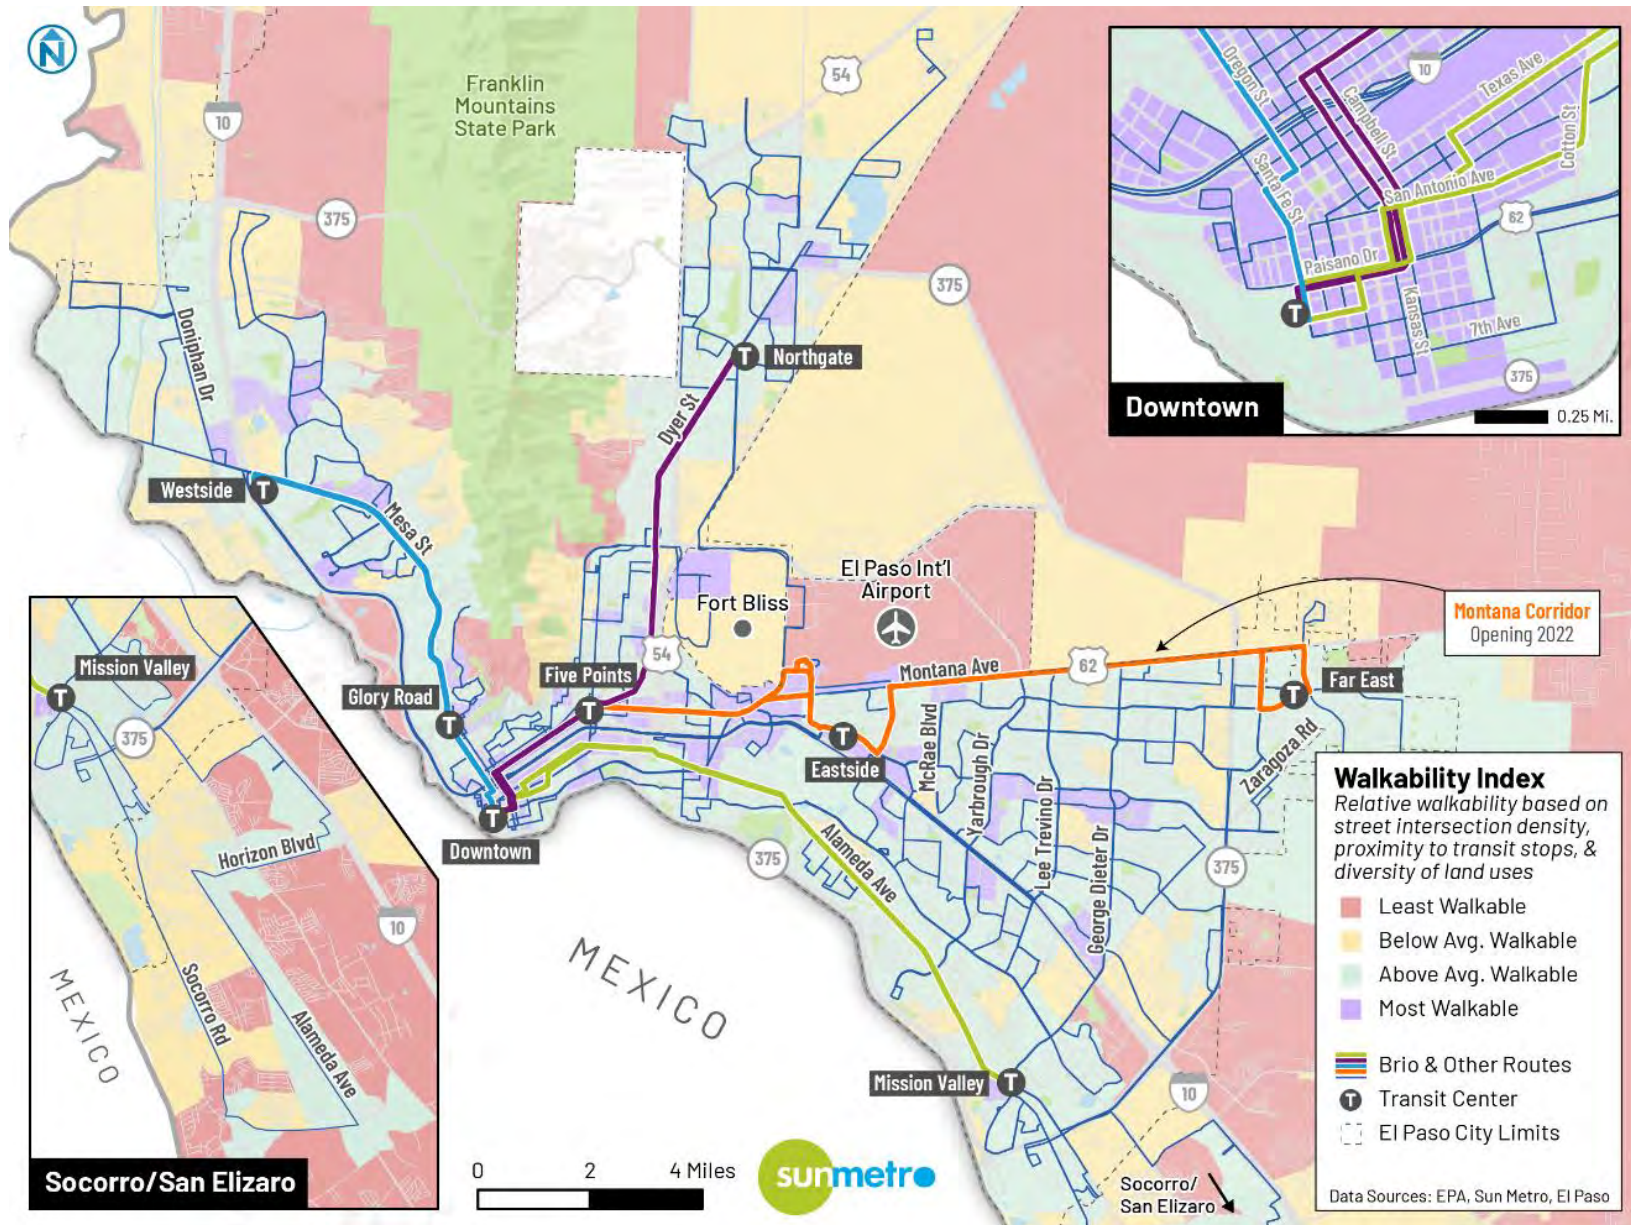 N
Franklin
Mountains
State Park
54
10
375
375
Doniphan Dr
Northgate
Dyer St
Westside
Mesa St
El Paso Int'l
Airport
Fort Bliss
54
Five Points
Glory Road
Montana Ave
62
Montana Corridor
Opening 2022
Far East
Eastside
McRae Blvd
Yarbrough Dr
Lee Trevino Dr
George Dieter Dr
Zaragoza Rd
Downtown
375
Alameda Ave
375
MEXICO
Mission Valley
10
Socorro/
San Elizaro
0 2 4 Miles
sunmetro
Oregon St
10
Texas Ave
Campbell St
Cotton St
Santa Fe St
San Antonio Ave
62
Paisano Dr
Kansas St
7th Ave
375
T
Downtown
0.25 Mi.
Mission Valley
T
375
Horizon Blvd
10
Socorro Rd
Alameda Ave
MEXICO
Socorro/San Elizaro
Walkability Index
Relative walkability based on
street intersection density,
proximity to transit stops, &
diversity of land uses
Least Walkable
Below Avg. Walkable
Above Avg. Walkable
Most Walkable
Brio & Other Routes
T Transit Center
El Paso City Limits
Data Sources: EPA, Sun Metro, El Paso
T
T
T
T
T
T
T
T